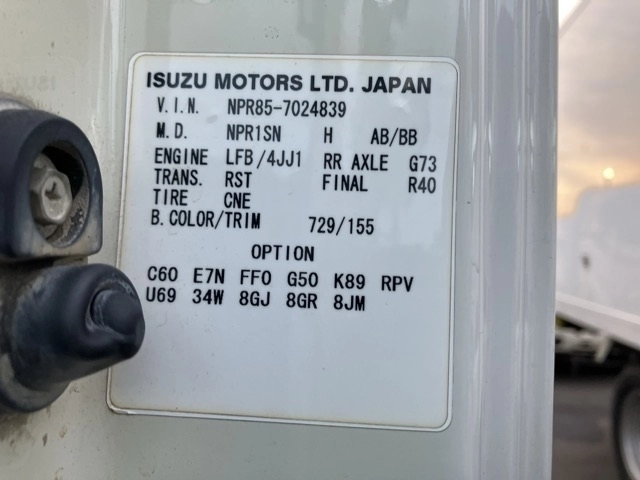 ISUZU MOTORS LTD. JAPAN
V.I.N. NPR85-7024839
M.D. NPR1SN H AB/BB
ENGINE LFB/4JJ1 RR AXLE G73
TRANS. RST FINAL R40
TIRE CNE
B.COLOR/TRIM 729/155
OPTION
C60 E7N FF0 G50 K89 RPV
U69 34W 8GJ 8GR 8JM